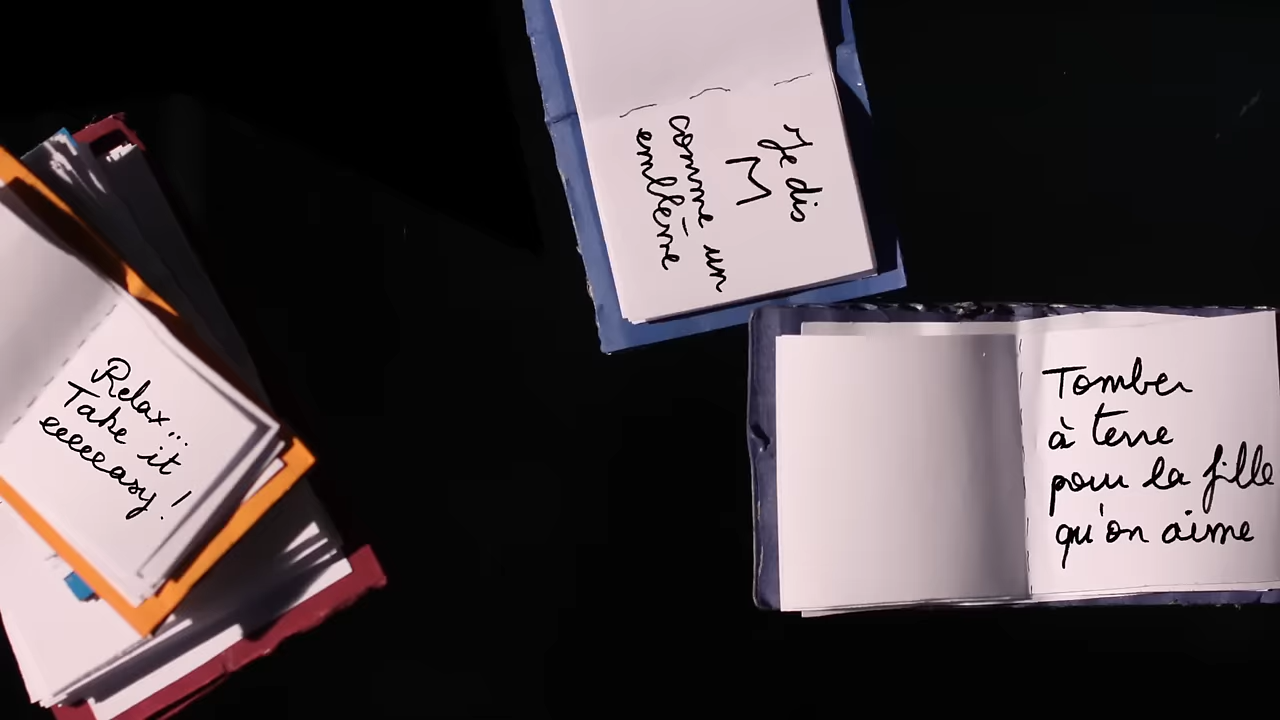 Relax...
Take it
eeeeeasy!
Je dis
M
comme un
emblème
Tomber
à terre
pour la fille
qu'on aime